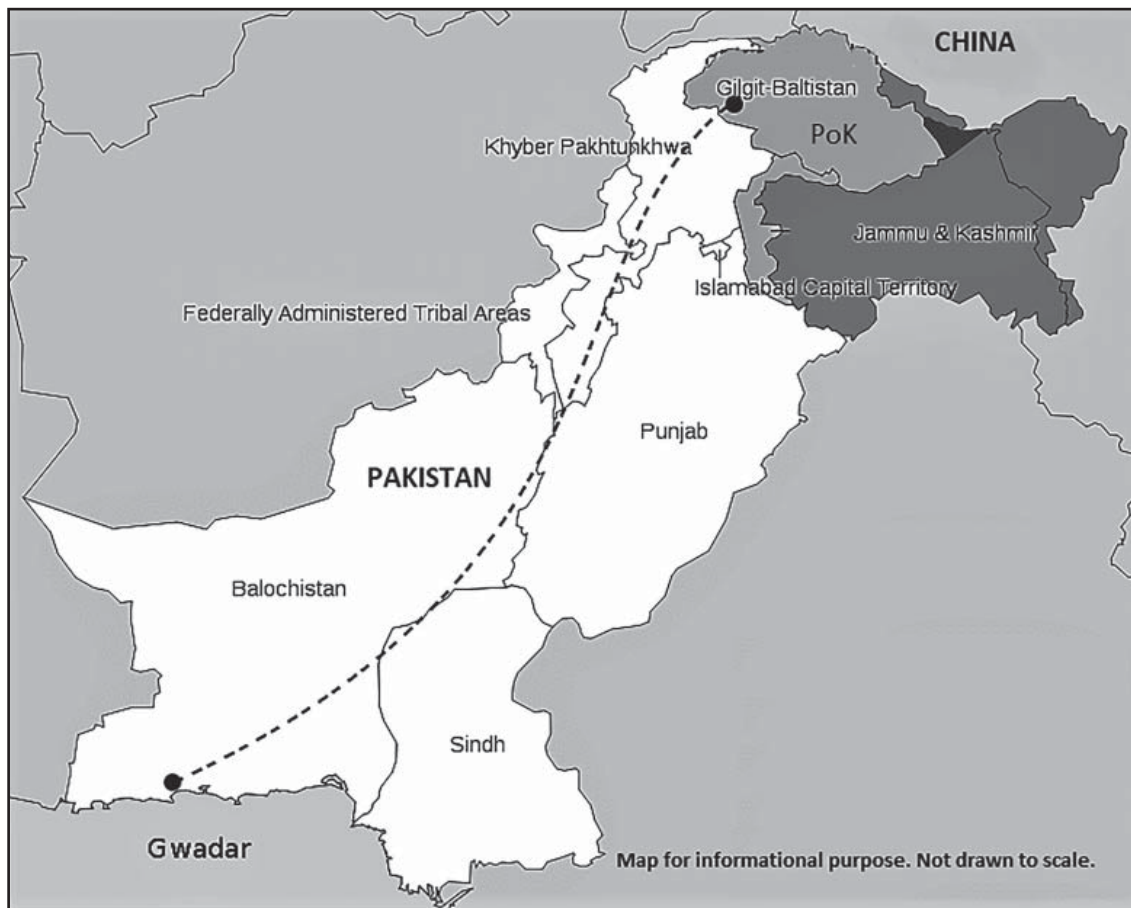 CHINA
Gilgit-Baltistan
PoK
Khyber Pakhtunkhwa
Jammu & Kashmir
Islamabad Capital Territory
Federally Administered Tribal Areas
Punjab
PAKISTAN
Balochistan
Sindh
Gwadar
Map for informational purpose. Not drawn to scale.